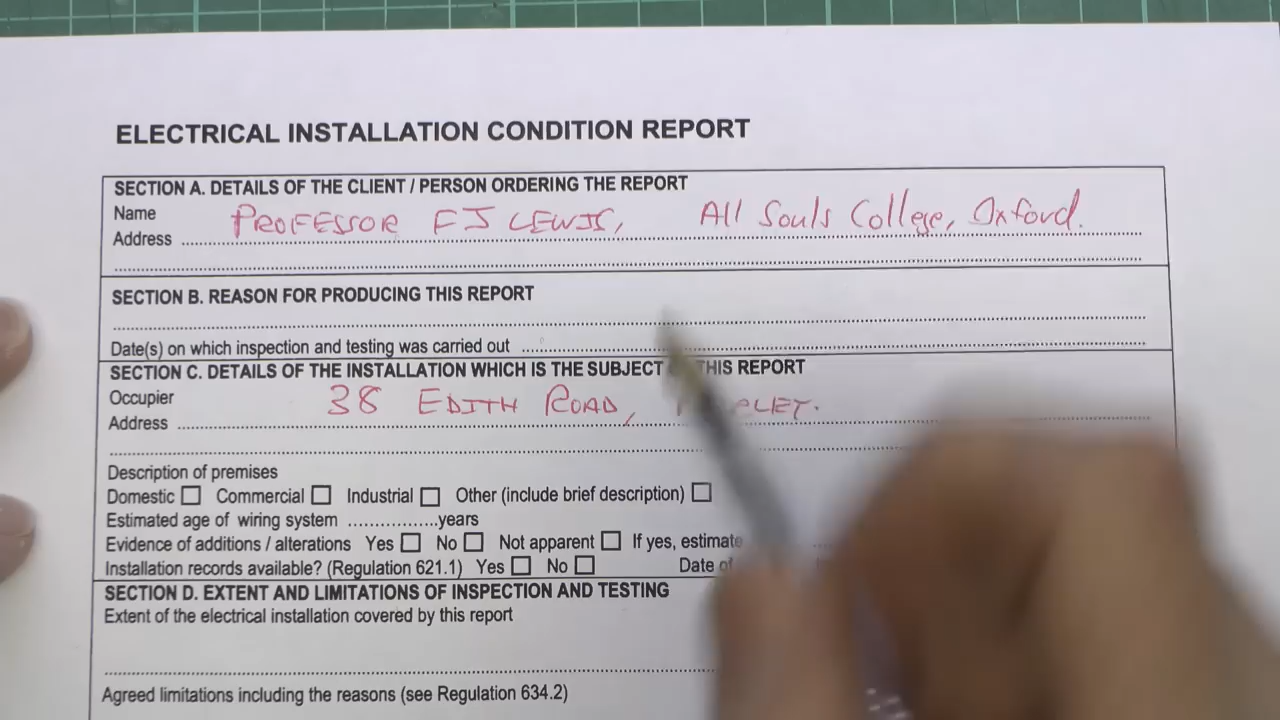 ELECTRICAL INSTALLATION CONDITION REPORT
SECTION A. DETAILS OF THE CLIENT / PERSON ORDERING THE REPORT
Name PROFESSOR FJ LEWIS, All Souls College, Oxford.
Address
SECTION B. REASON FOR PRODUCING THIS REPORT
Date(s) on which inspection and testing was carried out
SECTION C. DETAILS OF THE INSTALLATION WHICH IS THE SUBJECT THIS REPORT
Occupier 38 EDITH ROAD,
Address
Description of premises
Domestic Commercial Industrial Other (include brief description)
Estimated age of wiring system ................years
Evidence of additions / alterations Yes No Not apparent If yes, estimate
Installation records available? (Regulation 621.1) Yes No Date of
SECTION D. EXTENT AND LIMITATIONS OF INSPECTION AND TESTING
Extent of the electrical installation covered by this report
Agreed limitations including the reasons (see Regulation 634.2)